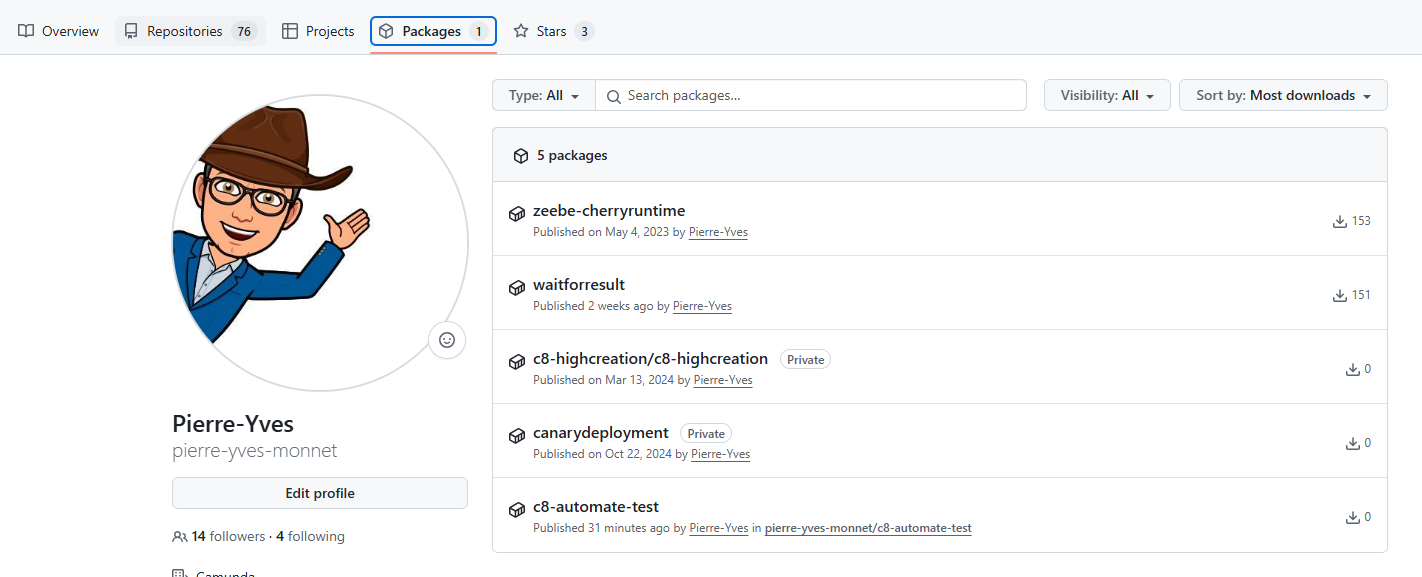 Overview Repositories 76 Projects Packages 1 Stars 3
Type: All Search packages... Visibility: All Sort by: Most downloads
5 packages
zeebe-cherryruntime
Published on May 4, 2023 by Pierre-Yves
153
waitforresult
Published 2 weeks ago by Pierre-Yves
151
c8-highcreation/c8-highcreation Private
Published on Mar 13, 2024 by Pierre-Yves
0
canarydeployment Private
Published on Oct 22, 2024 by Pierre-Yves
0
c8-automate-test
Published 31 minutes ago by Pierre-Yves in pierre-yves-monnet/c8-automate-test
0
Pierre-Yves
pierre-yves-monnet
Edit profile
14 followers · 4 following
Camunda